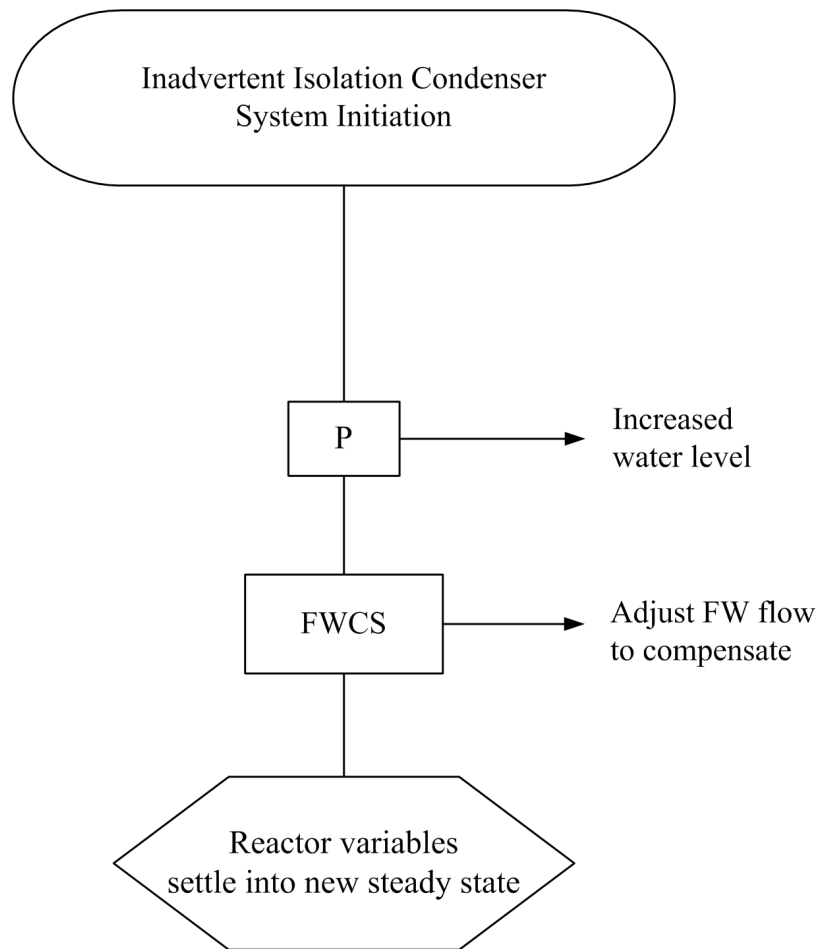 Inadvertent Isolation Condenser
System Initiation
P
Increased
water level
FWCS
Adjust FW flow
to compensate
Reactor variables
settle into new steady state